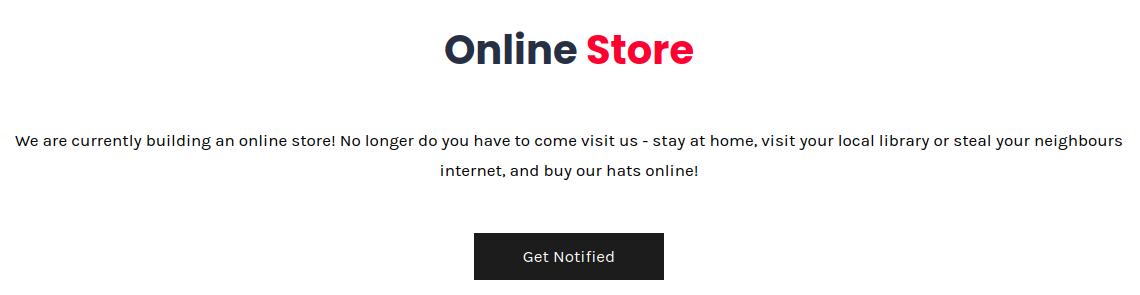 Online Store
We are currently building an online store! No longer do you have to come visit us - stay at home, visit your local library or steal your neighbours
internet, and buy our hats online!
Get Notified